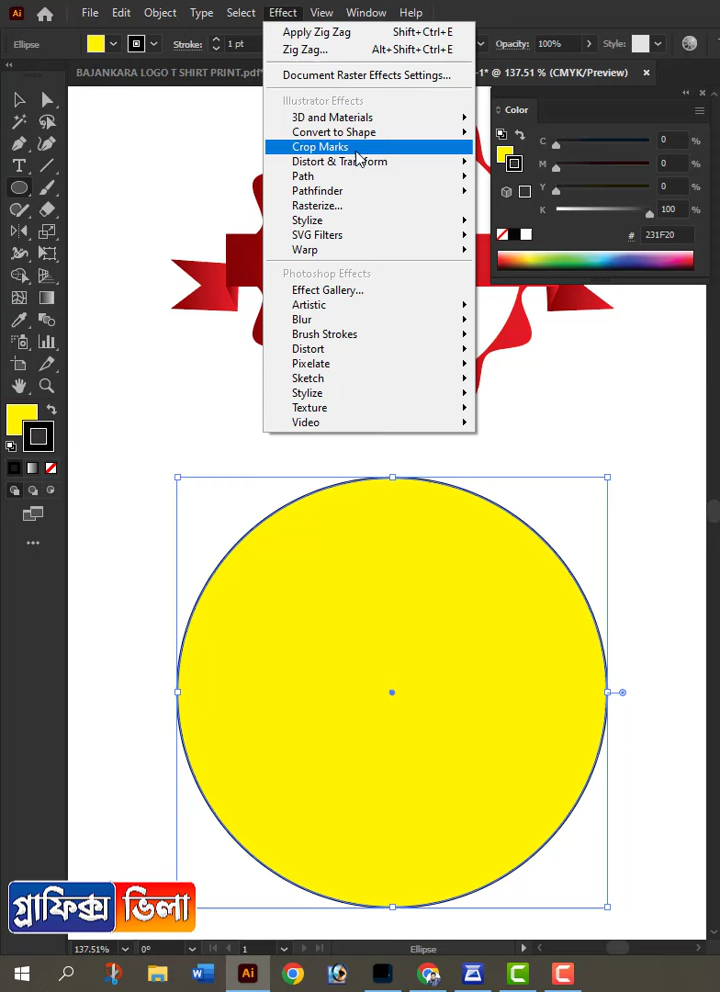 File Edit Object Type Select Effect View Window Help
Ellipse Stroke: 1 pt Opacity: 100% Style:
BAJANKARA LOGO T SHIRT PRINT.pdf* -1* @ 137.51 % (CMYK/Preview) ×
Apply Zig Zag Shift+Ctrl+E
Zig Zag... Alt+Shift+Ctrl+E
Document Raster Effects Settings...
Illustrator Effects
3D and Materials
Convert to Shape
Crop Marks
Distort & Transform
Path
Pathfinder
Rasterize...
Stylize
SVG Filters
Warp
Photoshop Effects
Effect Gallery...
Artistic
Blur
Brush Strokes
Distort
Pixelate
Sketch
Stylize
Texture
Video
Color
C 0 %
M 0 %
Y 0 %
K 100 %
# 231F20
গ্রাফিক্স ভিলা
137.51% 0° 1 Ellipse